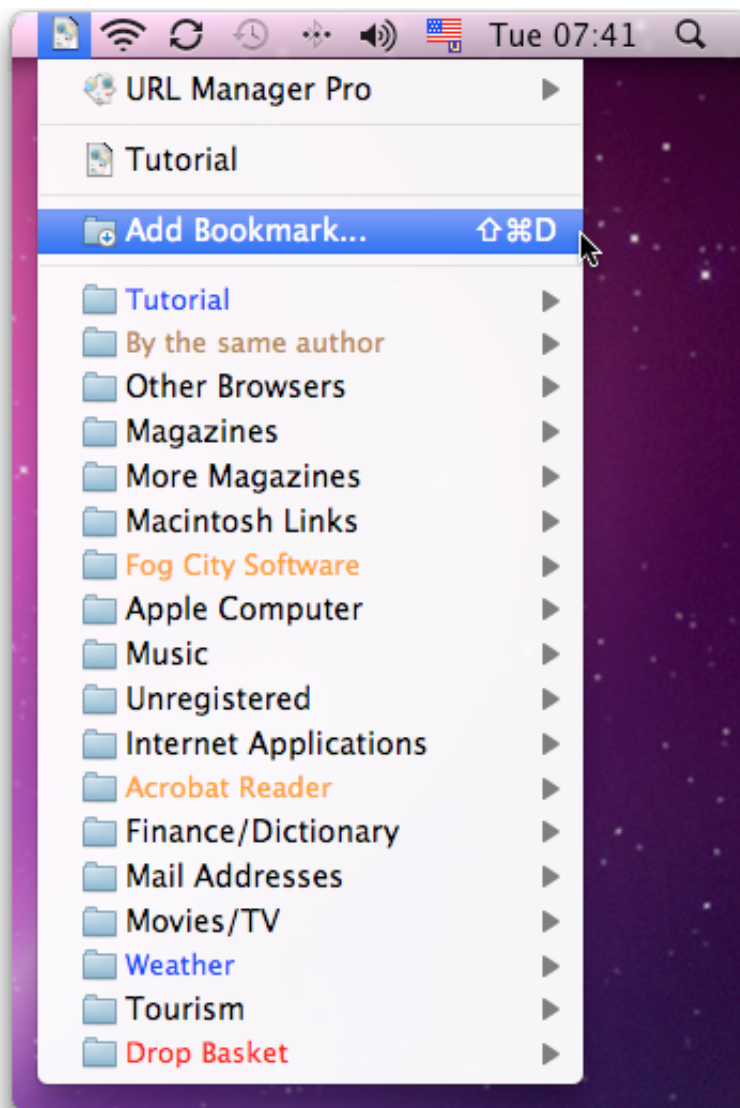 Tue 07:41
URL Manager Pro
Tutorial
Add Bookmark... ⇧⌘D
Tutorial
By the same author
Other Browsers
Magazines
More Magazines
Macintosh Links
Fog City Software
Apple Computer
Music
Unregistered
Internet Applications
Acrobat Reader
Finance/Dictionary
Mail Addresses
Movies/TV
Weather
Tourism
Drop Basket